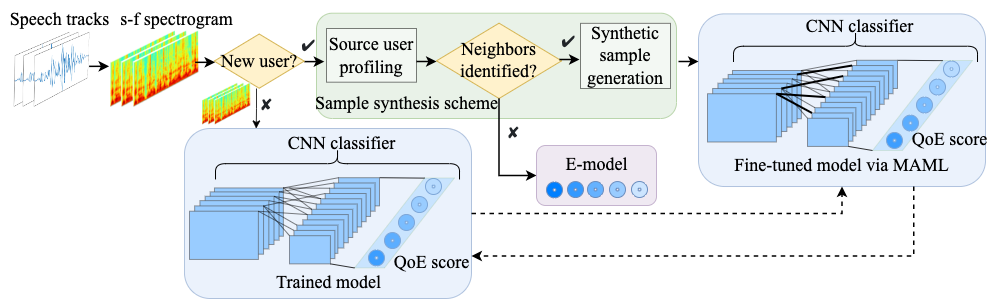 Speech tracks
s-f spectrogram
New user?
✔
✘
Source user
profiling
Neighbors
identified?
✔
✘
Synthetic
sample
generation
Sample synthesis scheme
E-model
CNN classifier
QoE score
Fine-tuned model via MAML
CNN classifier
QoE score
Trained model